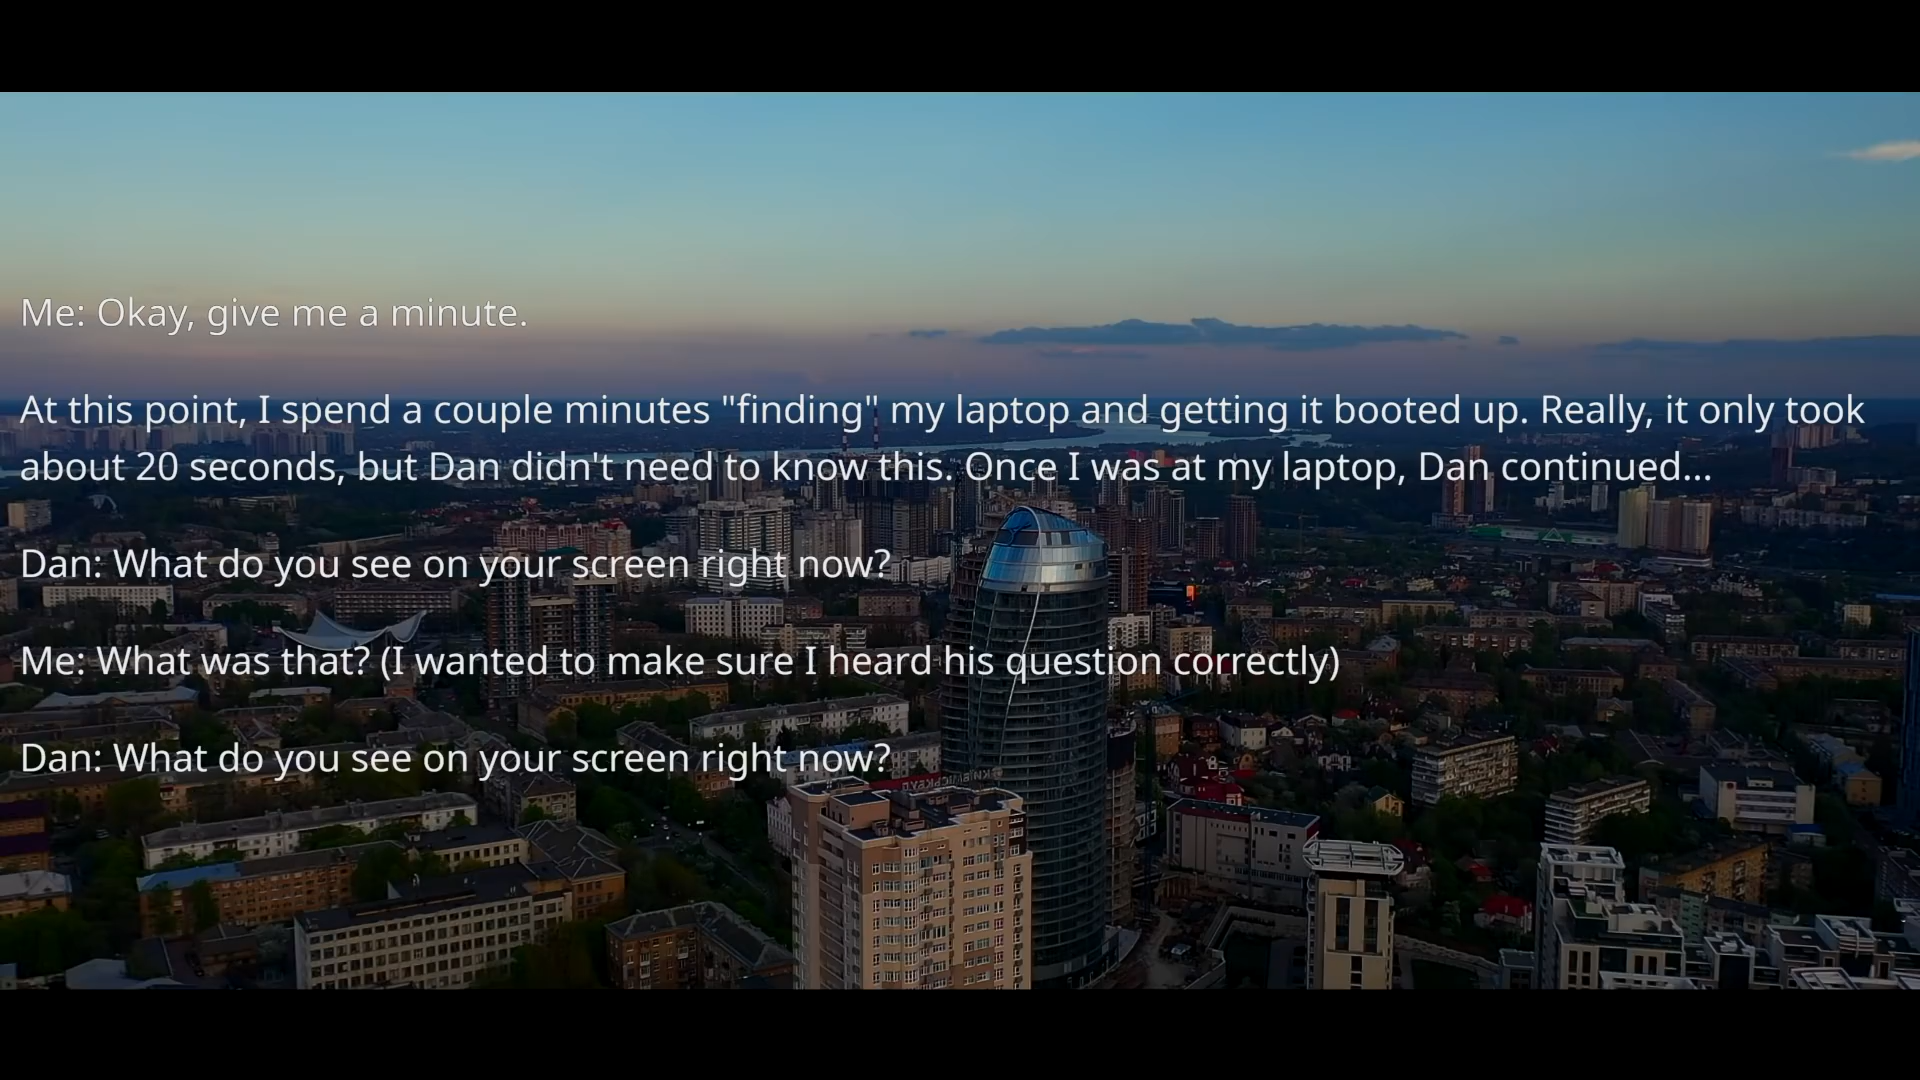 Me: Okay, give me a minute.
At this point, I spend a couple minutes "finding" my laptop and getting it booted up. Really, it only took
about 20 seconds, but Dan didn't need to know this. Once I was at my laptop, Dan continued...
Dan: What do you see on your screen right now?
Me: What was that? (I wanted to make sure I heard his question correctly)
Dan: What do you see on your screen right now?